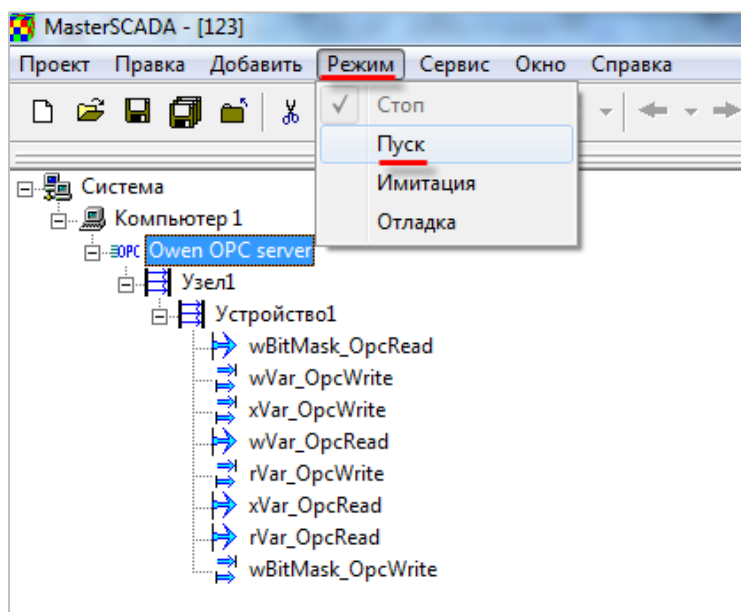 MasterSCADA - [123]
Проект Правка Добавить Режим Сервис Окно Справка
Стоп
Пуск
Имитация
Отладка
Система
Компьютер 1
OPC Owen OPC server
Узел1
Устройство1
wBitMask_OpcRead
wVar_OpcWrite
xVar_OpcWrite
wVar_OpcRead
rVar_OpcWrite
xVar_OpcRead
rVar_OpcRead
wBitMask_OpcWrite